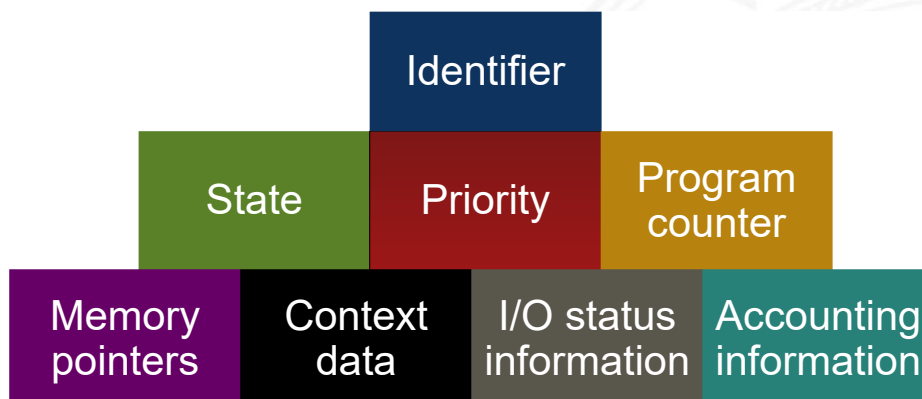 Identifier
State
Priority
Program
counter
Memory
pointers
Context
data
I/O status
information
Accounting
information